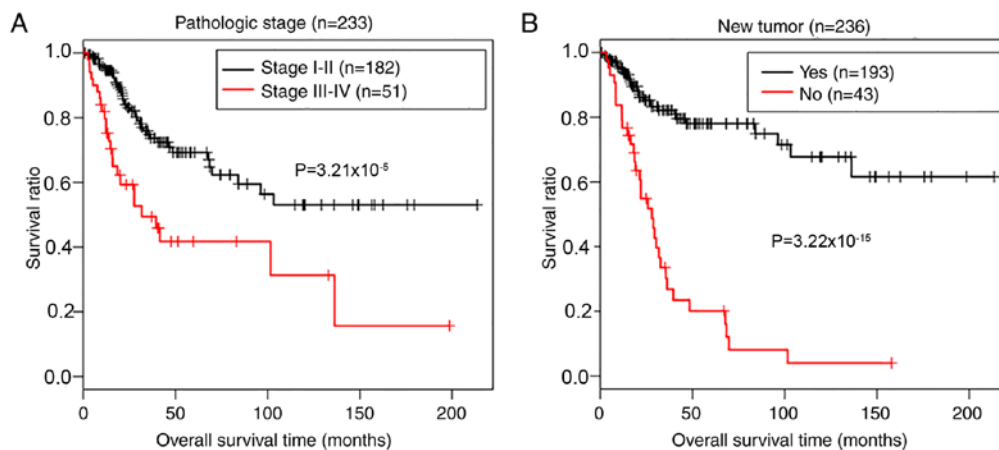 A
Pathologic stage (n=233)
Stage I-II (n=182)
Stage III-IV (n=51)
P=3.21x10⁻⁵
Survival ratio
1.0
0.8
0.6
0.4
0.2
0.0
0 50 100 150 200
Overall survival time (months)
B
New tumor (n=236)
Yes (n=193)
No (n=43)
P=3.22x10⁻¹⁵
Survival ratio
1.0
0.8
0.6
0.4
0.2
0.0
0 50 100 150 200
Overall survival time (months)